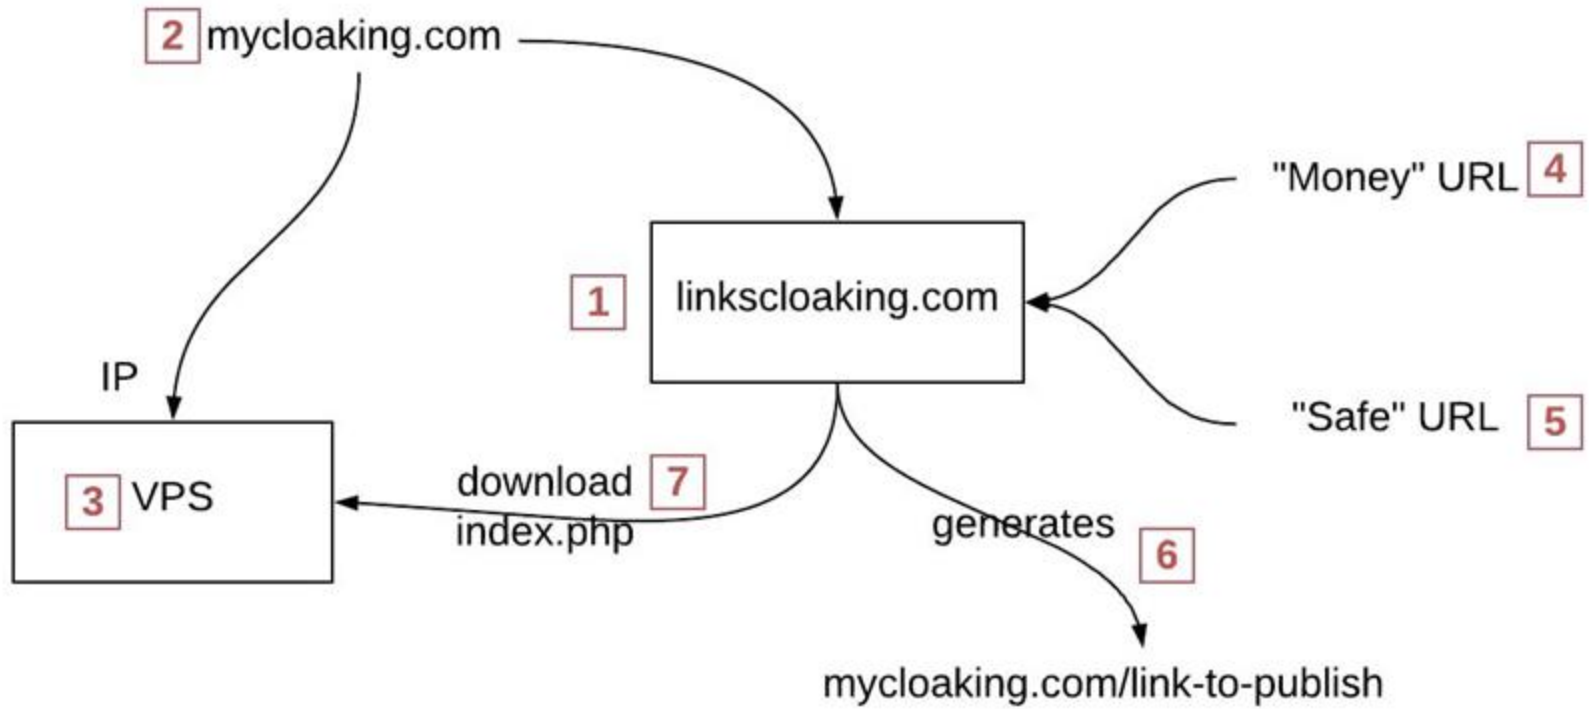 2 mycloaking.com
"Money" URL 4
1 linkscloaking.com
IP
"Safe" URL 5
3 VPS
download 7
index.php
generates 6
mycloaking.com/link-to-publish